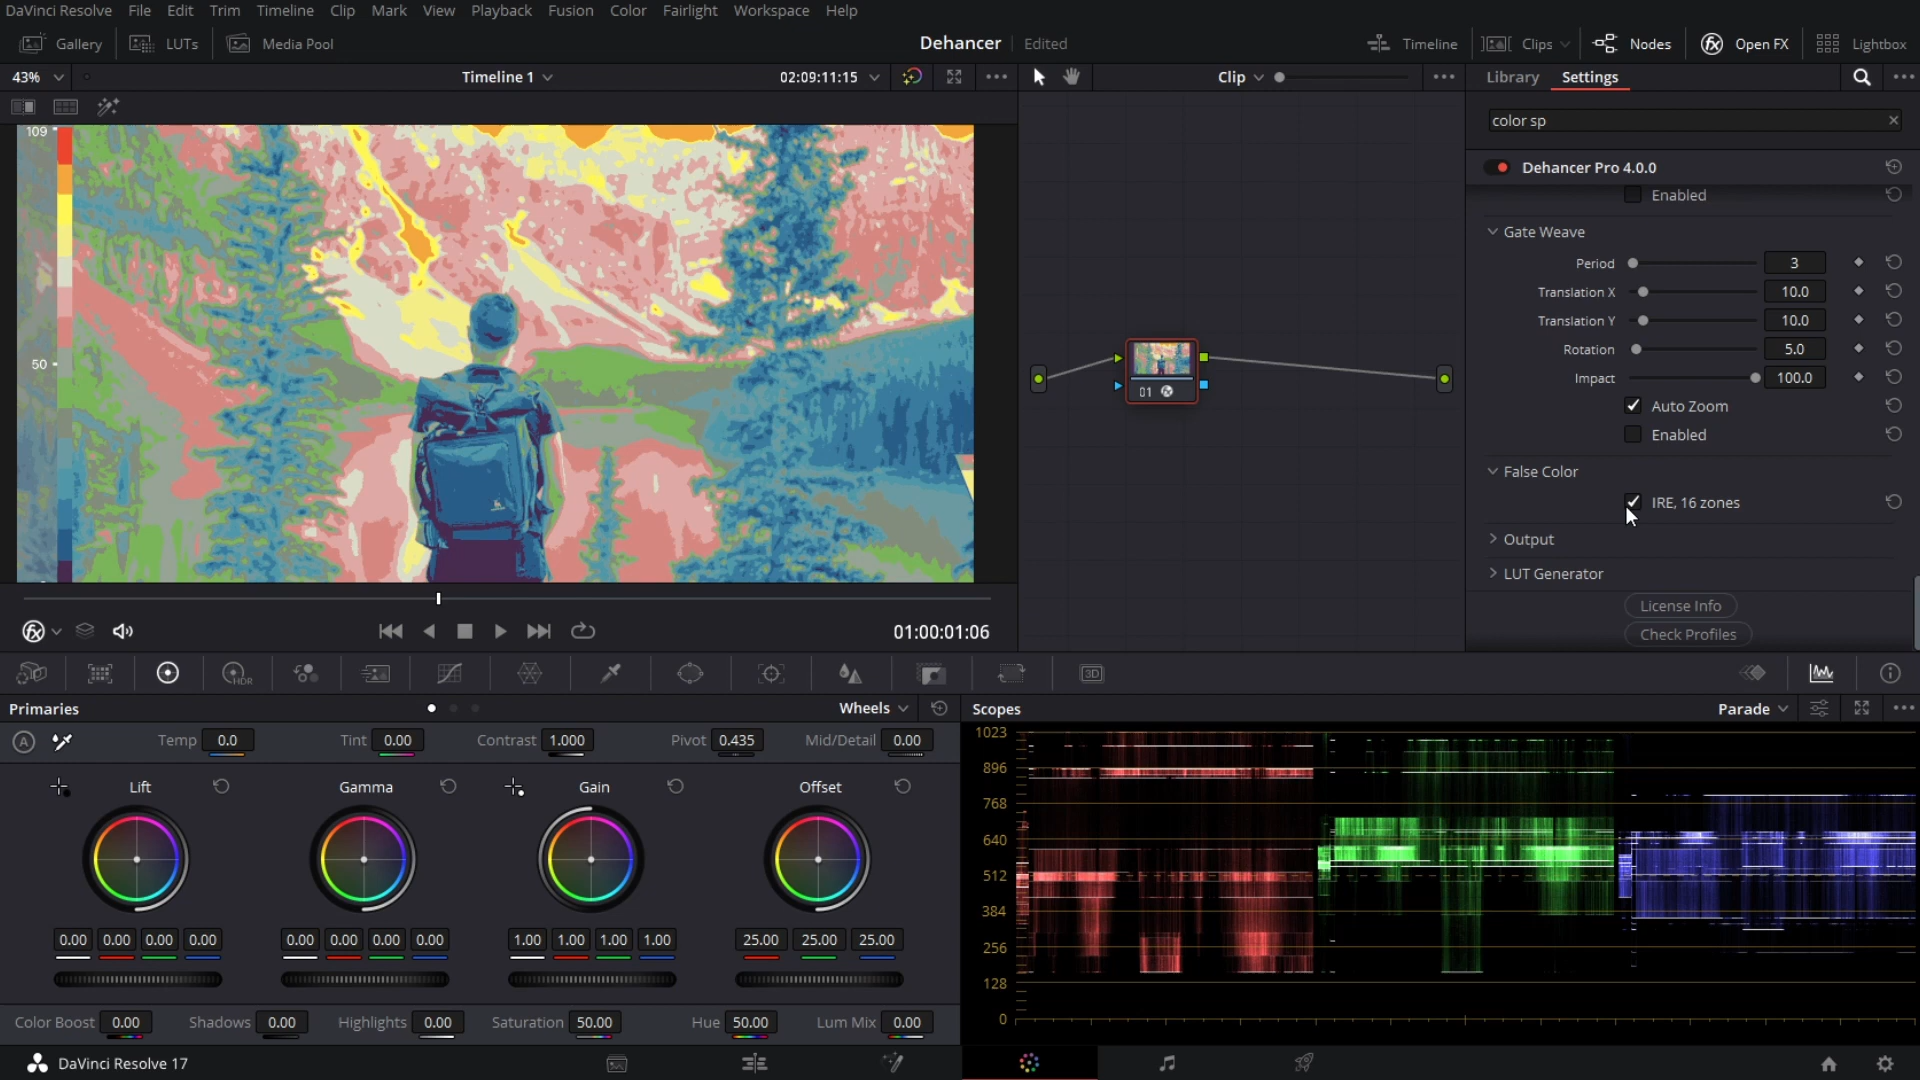 DaVinci Resolve File Edit Trim Timeline Clip Mark View Playback Fusion Color Fairlight Workspace Help
Gallery LUTs Media Pool Dehancer Edited Timeline Clips Nodes Open FX Lightbox
43% Timeline 1 02:09:11:15 Clip Library Settings
color sp
109
Dehancer Pro 4.0.0
Enabled
Gate Weave
Period 3
Translation X 10.0
Translation Y 10.0
Rotation 5.0
50
Impact 100.0
01
Auto Zoom
Enabled
False Color
IRE, 16 zones
Output
LUT Generator
License Info
01:00:01:06
Check Profiles
HDR
3D
Primaries Wheels Scopes Parade
A Temp 0.0 Tint 0.00 Contrast 1.000 Pivot 0.435 Mid/Detail 0.00
Lift Gamma Gain Offset
0.00 0.00 0.00 0.00 0.00 0.00 0.00 0.00 1.00 1.00 1.00 1.00 25.00 25.00 25.00
1023
896
768
640
512
384
256
128
0
Color Boost 0.00 Shadows 0.00 Highlights 0.00 Saturation 50.00 Hue 50.00 Lum Mix 0.00
DaVinci Resolve 17